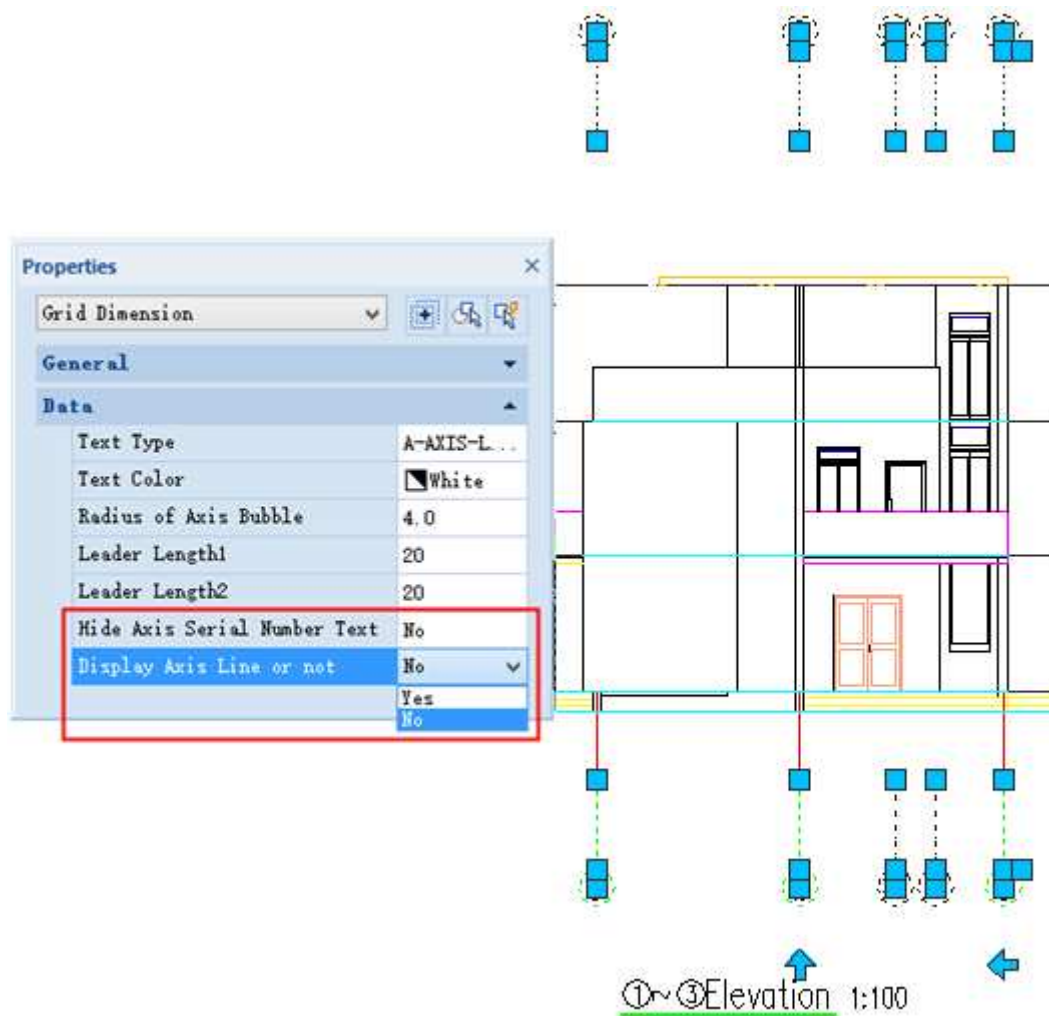 Properties
Grid Dimension
General
Data
Text Type A-AXIS-L...
Text Color White
Radius of Axis Bubble 4.0
Leader Length1 20
Leader Length2 20
Hide Axis Serial Number Text No
Display Axis Line or not No
Yes
No
①~③Elevation 1:100